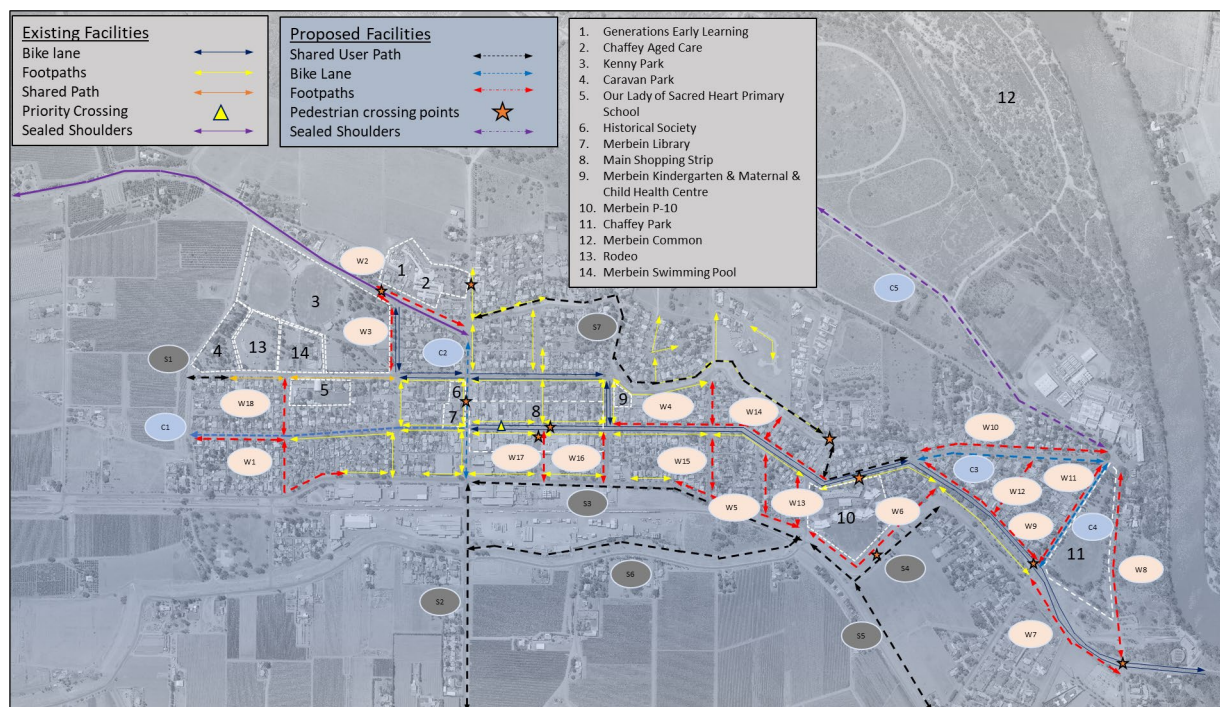 Existing Facilities
Bike lane
Footpaths
Shared Path
Priority Crossing
Sealed Shoulders
Proposed Facilities
Shared User Path
Bike Lane
Footpaths
Pedestrian crossing points
Sealed Shoulders
1. Generations Early Learning
2. Chaffey Aged Care
3. Kenny Park
4. Caravan Park
5. Our Lady of Sacred Heart Primary
School
6. Historical Society
7. Merbein Library
8. Main Shopping Strip
9. Merbein Kindergarten & Maternal &
Child Health Centre
10. Merbein P-10
11. Chaffey Park
12. Merbein Common
13. Rodeo
14. Merbein Swimming Pool
12
W2
1
2
3
C5
W3
S7
C2
S1
4
13
14
5
6
9
W18
7
8
W4
W14
C1
W10
W1
W17
W16
W15
C3
W11
W12
S3
W5
W13
10
W6
W9
C4
11
S6
S4
W8
S2
S5
W7